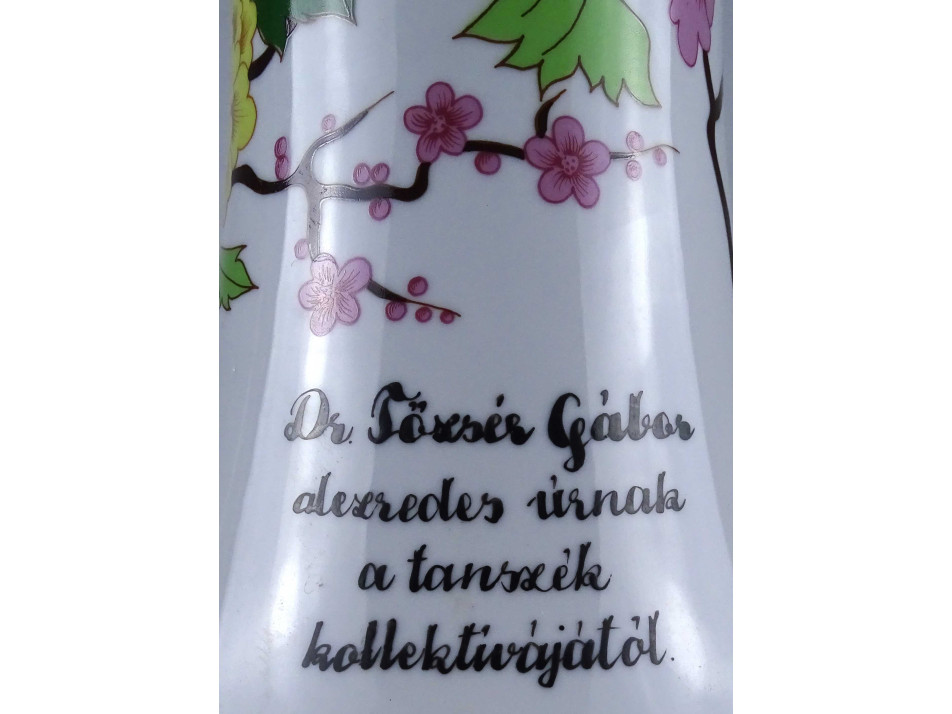 Dr. Tőzsér Gábor
alezredes úrnak
a tanszék
kollektívájától.